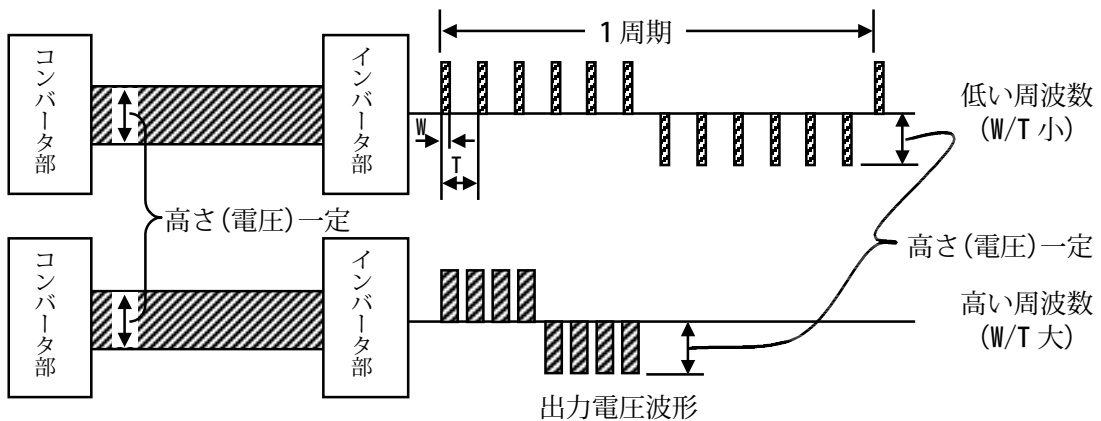 コンバータ部
インバータ部
1 周期
W
T
低い周波数
（W/T 小）
高さ（電圧）一定
コンバータ部
インバータ部
高さ（電圧）一定
高い周波数
（W/T 大）
出力電圧波形